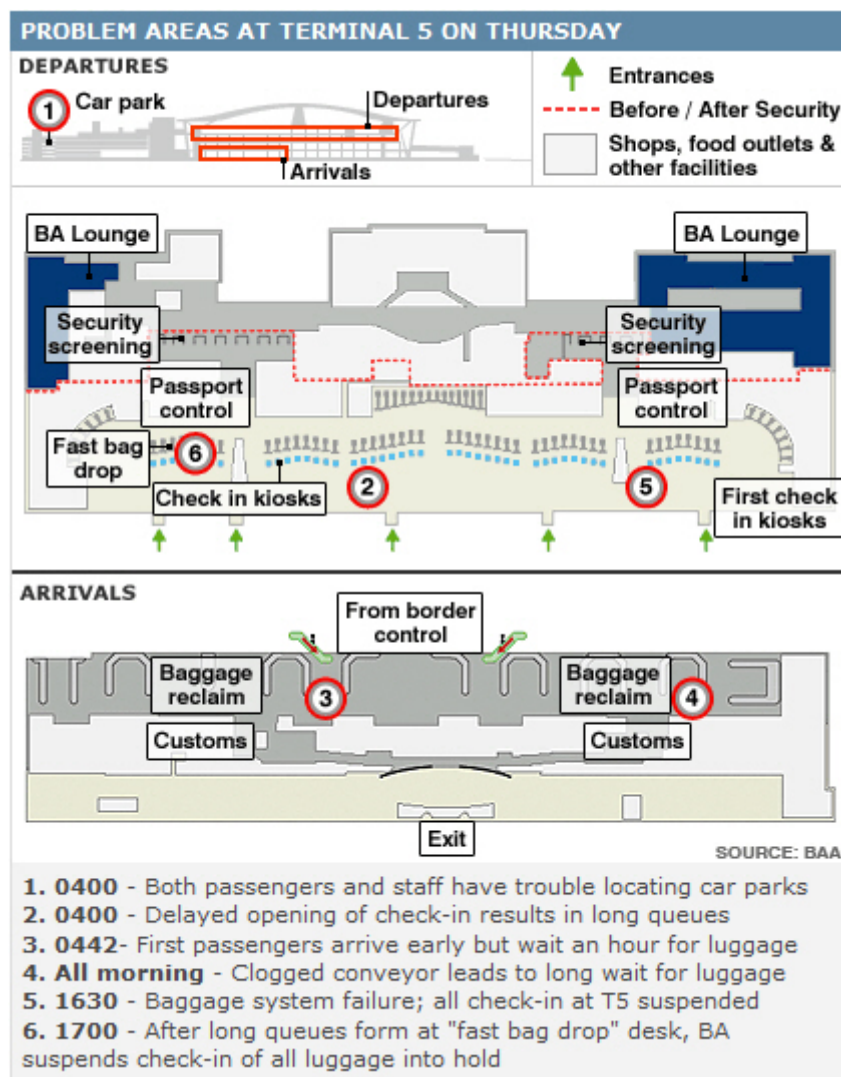 PROBLEM AREAS AT TERMINAL 5 ON THURSDAY
DEPARTURES
1
Car park
Departures
Arrivals
Entrances
Before / After Security
Shops, food outlets &
other facilities
BA Lounge
BA Lounge
Security
screening
Security
screening
Passport
control
Passport
control
Fast bag
drop
6
Check in kiosks
2
5
First check
in kiosks
ARRIVALS
From border
control
Baggage
reclaim
3
Baggage
reclaim
4
Customs
Customs
Exit
SOURCE: BAA
1. 0400 - Both passengers and staff have trouble locating car parks
2. 0400 - Delayed opening of check-in results in long queues
3. 0442- First passengers arrive early but wait an hour for luggage
4. All morning - Clogged conveyor leads to long wait for luggage
5. 1630 - Baggage system failure; all check-in at T5 suspended
6. 1700 - After long queues form at "fast bag drop" desk, BA
suspends check-in of all luggage into hold